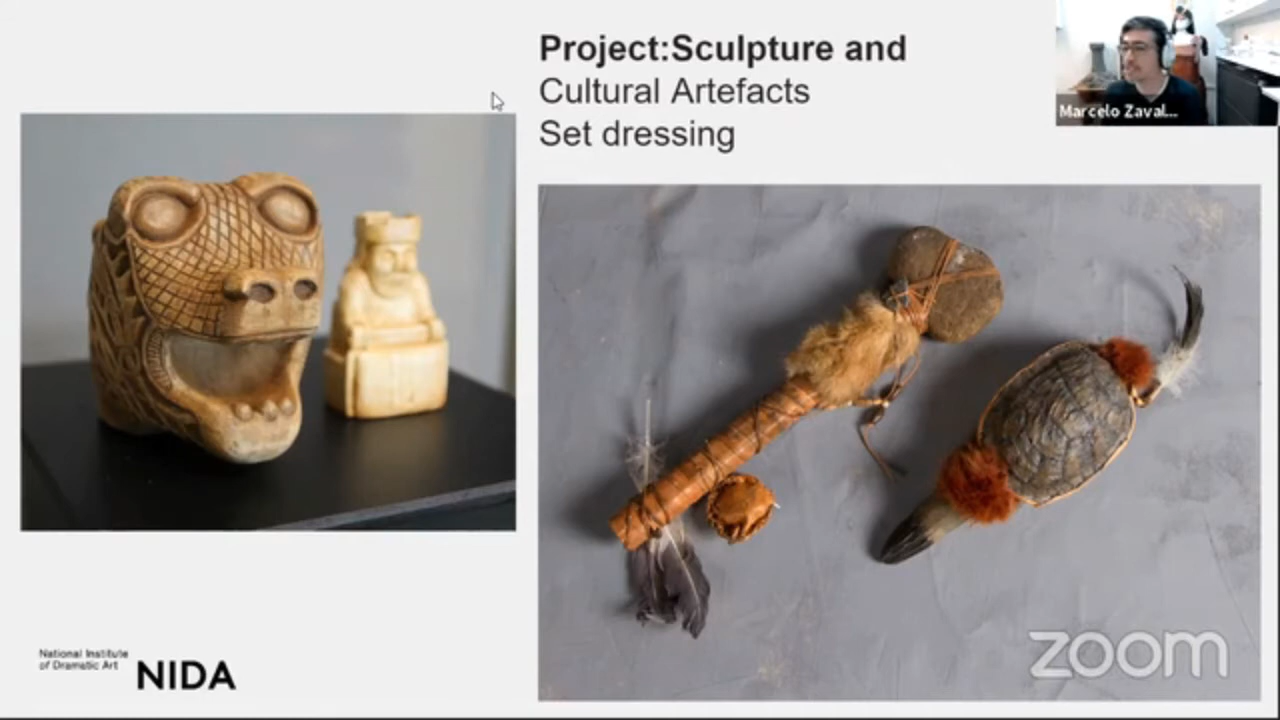 Project:Sculpture and
Cultural Artefacts
Set dressing
Marcelo Zaval...
National Institute
of Dramatic Art
NIDA
zoom